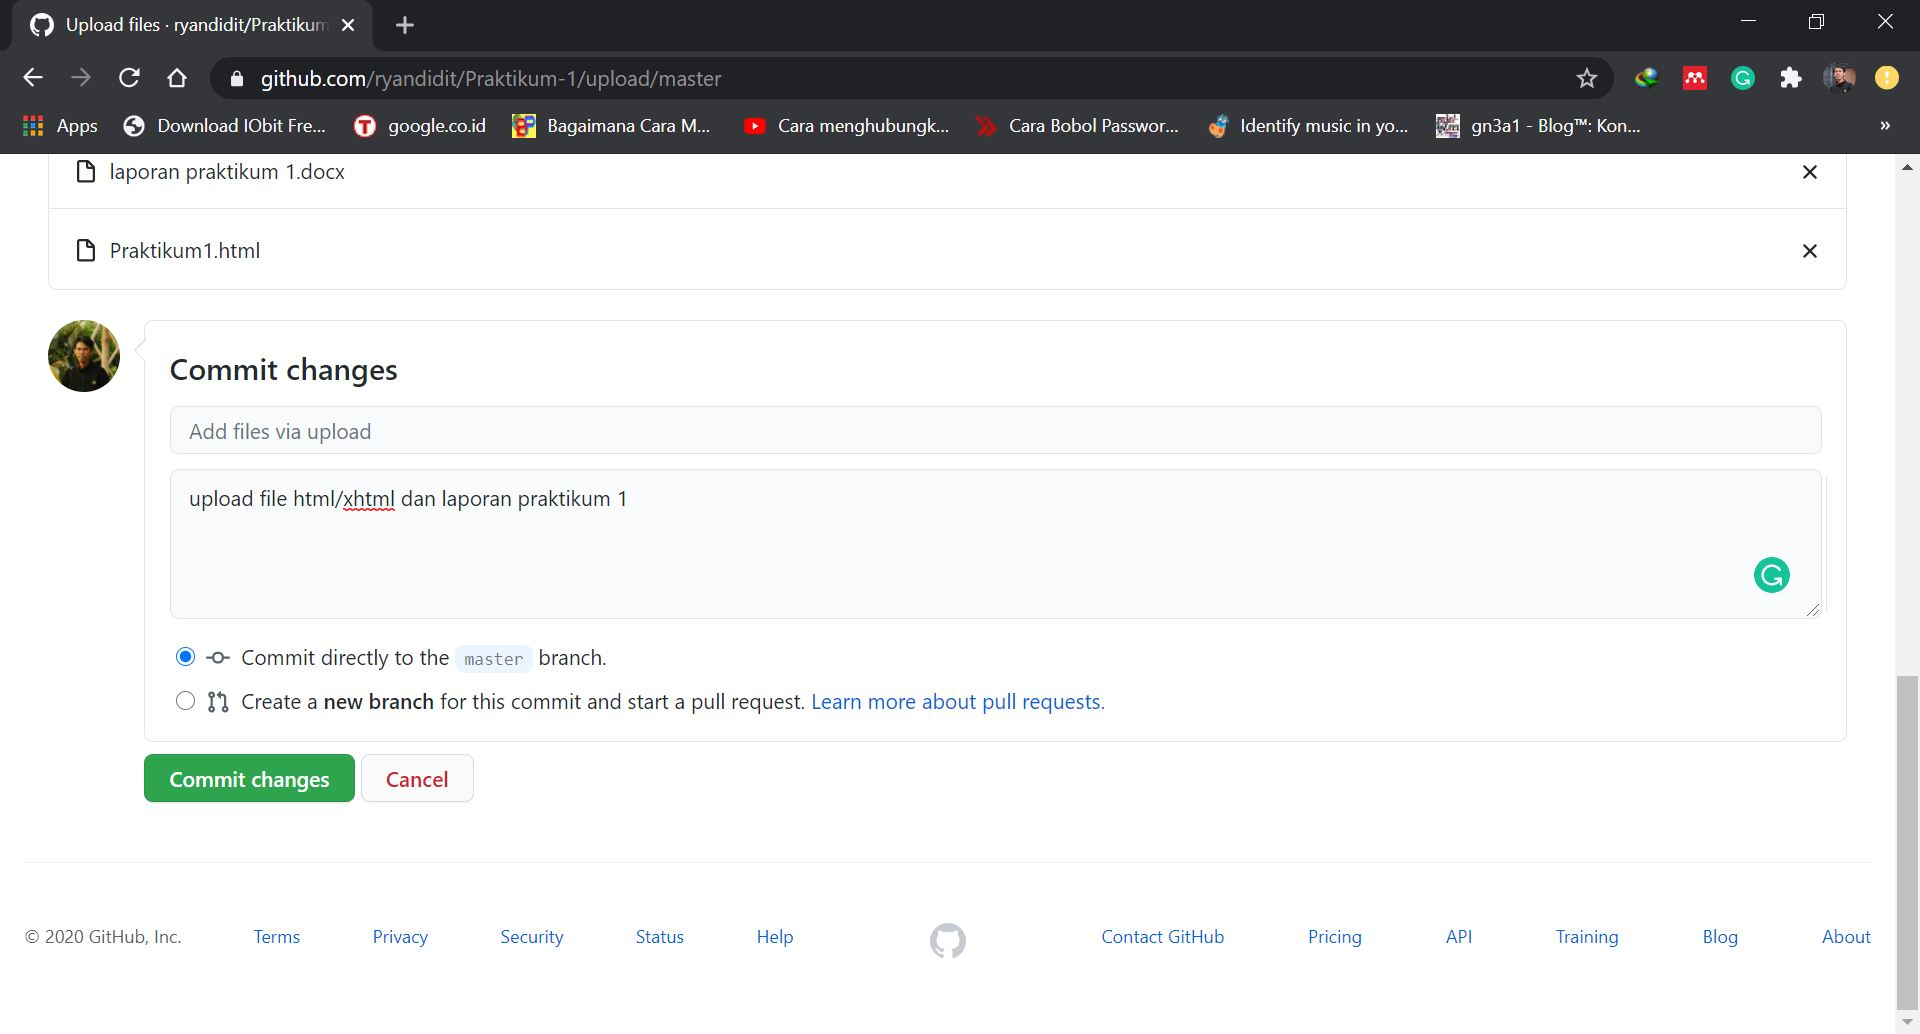 Upload files · ryandidit/Praktikum
github.com/ryandidit/Praktikum-1/upload/master
Apps Download IObit Fre... google.co.id Bagaimana Cara M... Cara menghubungk... Cara Bobol Passwor... Identify music in yo... gn3a1 - Blog™: Kon... »
laporan praktikum 1.docx
Praktikum1.html
Commit changes
Add files via upload
upload file html/xhtml dan laporan praktikum 1
Commit directly to the master branch.
Create a new branch for this commit and start a pull request. Learn more about pull requests.
Commit changes Cancel
© 2020 GitHub, Inc. Terms Privacy Security Status Help Contact GitHub Pricing API Training Blog About